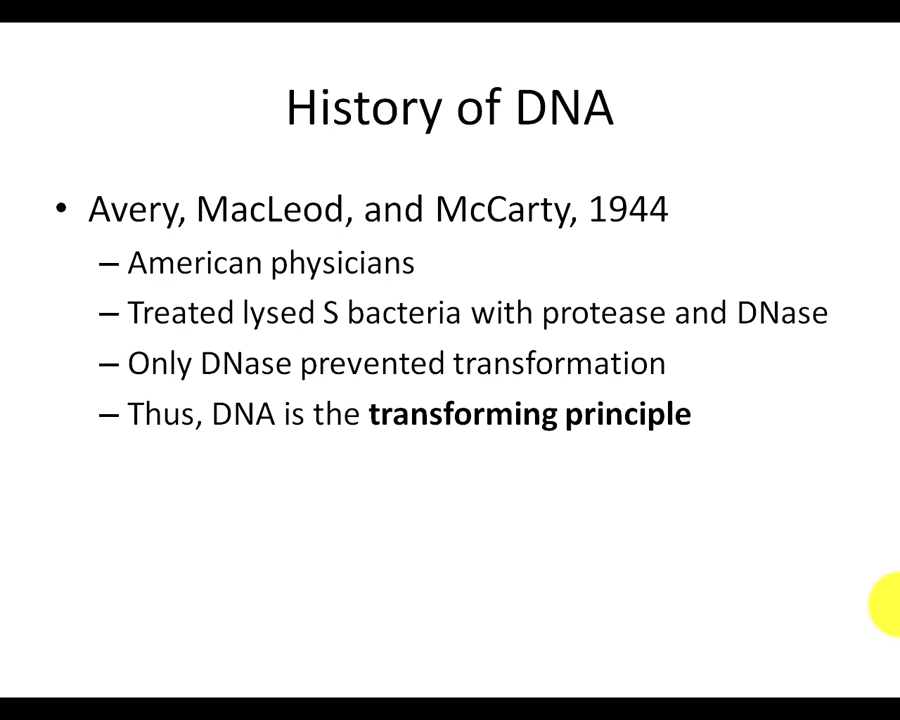 History of DNA
• Avery, MacLeod, and McCarty, 1944
– American physicians
– Treated lysed S bacteria with protease and DNase
– Only DNase prevented transformation
– Thus, DNA is the transforming principle